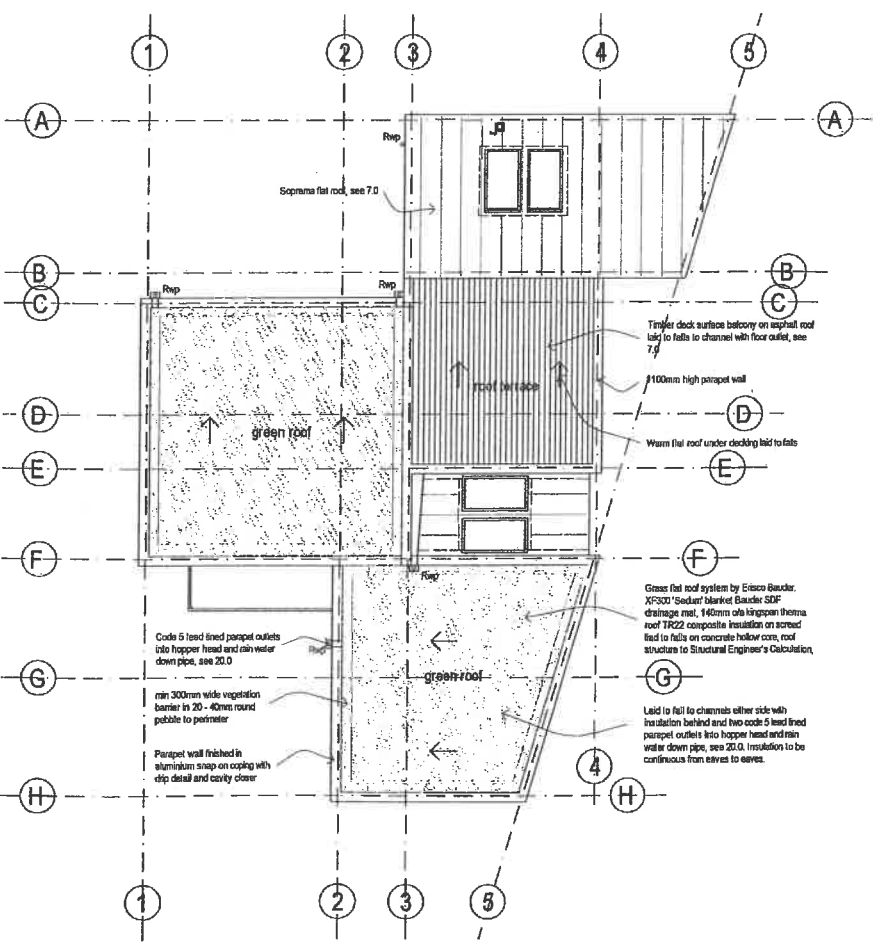 1
2
3
4
5
A
A
Rwp
Soprema flat roof, see 7.0
B
B
Rwp
Rwp
C
C
Timber deck surface balcony on asphalt roof
laid to falls to channel with floor outlet, see
7.0
1100mm high parapet wall
roof terrace
D
D
green roof
Warm flat roof under decking laid to falls
E
E
F
F
Rwp
Grass flat roof system by Erisco Bauder.
XF300 'Sedum' blanket Bauder SDF
drainage mat, 140mm o/a kingspan therma
roof TR22 composite insulation on screed
laid to falls on concrete hollow core, roof
structure to Structural Engineer's Calculation,
Code 5 lead lined parapet outlets
into hopper head and rain water
down pipe, see 20.0
Rwp
G
green roof
G
min 300mm wide vegetation
barrier in 20 - 40mm round
pebble to perimeter
Laid to fall to channels either side with
insulation behind and two code 5 lead lined
parapet outlets into hopper head and rain
water down pipe, see 20.0. Insulation to be
continuous from eaves to eaves.
Parapet wall finished in
aluminium snap on coping with
drip detail and cavity closer
4
H
H
1
2
3
5